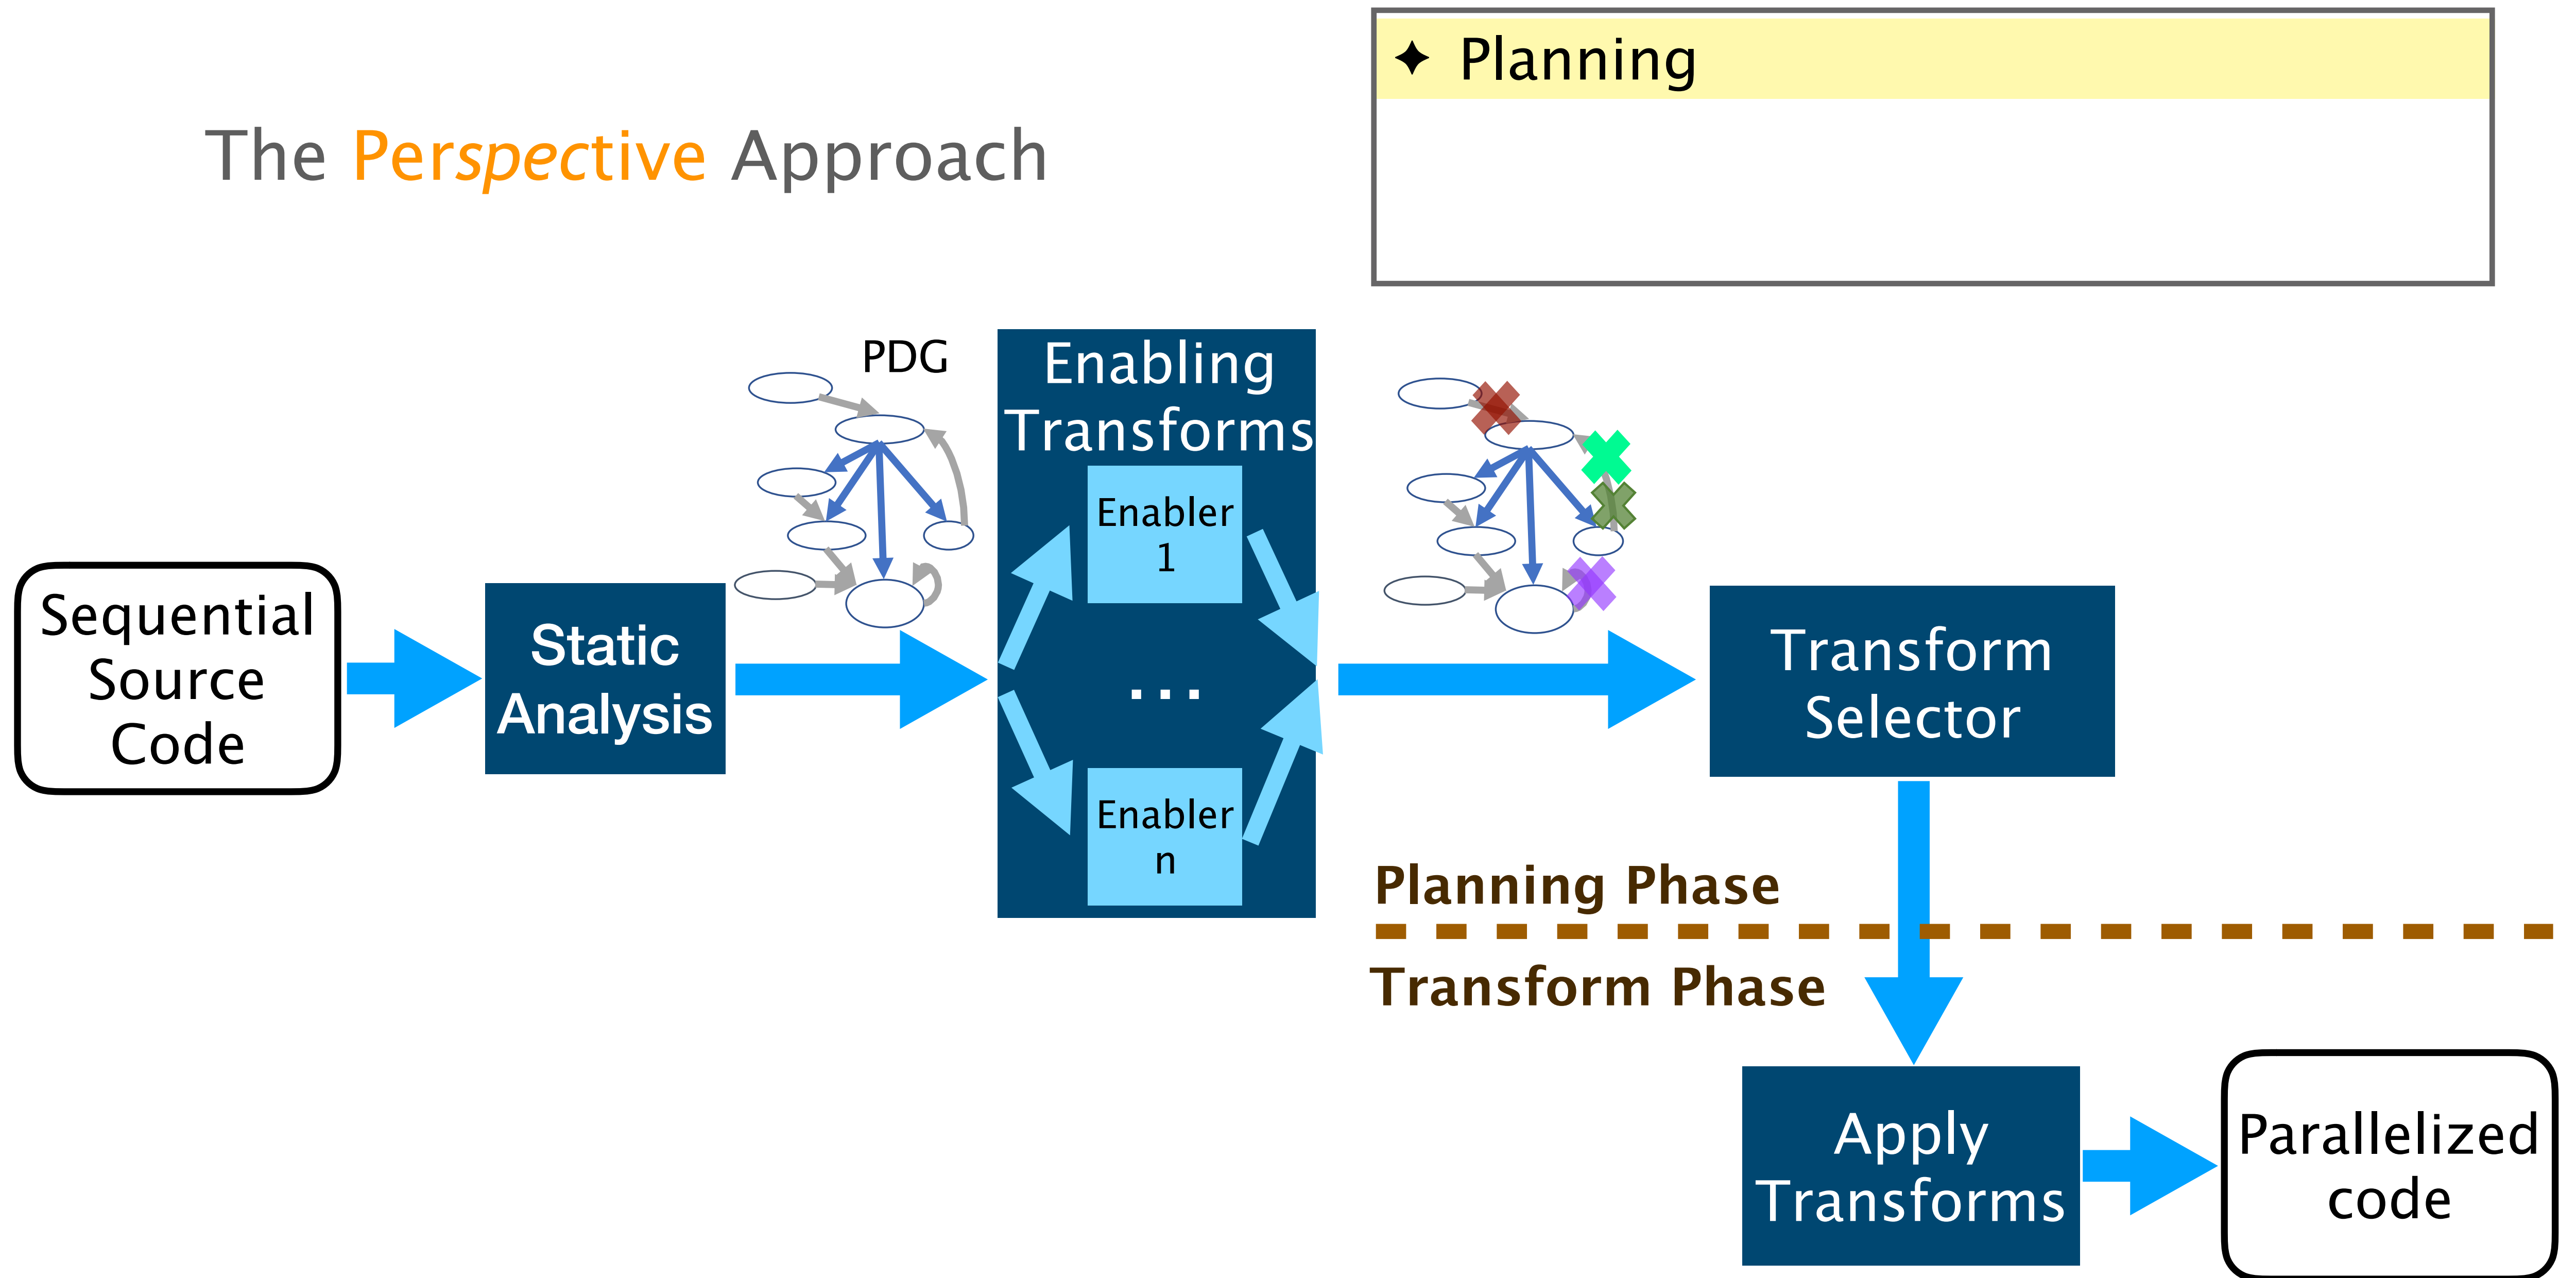 ✦ Planning
The Perspective Approach
PDG
Enabling
Transforms
Enabler
1
...
Enabler
n
Sequential
Source
Code
Static
Analysis
Transform
Selector
Planning Phase
Transform Phase
Apply
Transforms
Parallelized
code